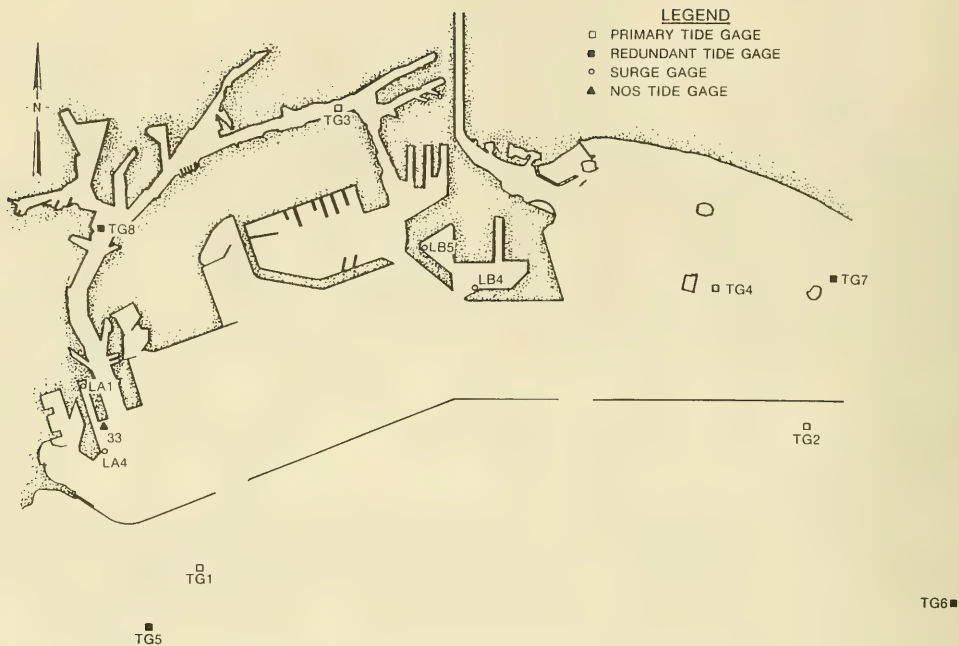 LEGEND
PRIMARY TIDE GAGE
REDUNDANT TIDE GAGE
SURGE GAGE
NOS TIDE GAGE
N
TG3
TG8
LB5
LB4
TG4
TG7
LA1
33
LA4
TG2
TG1
TG5
TG6